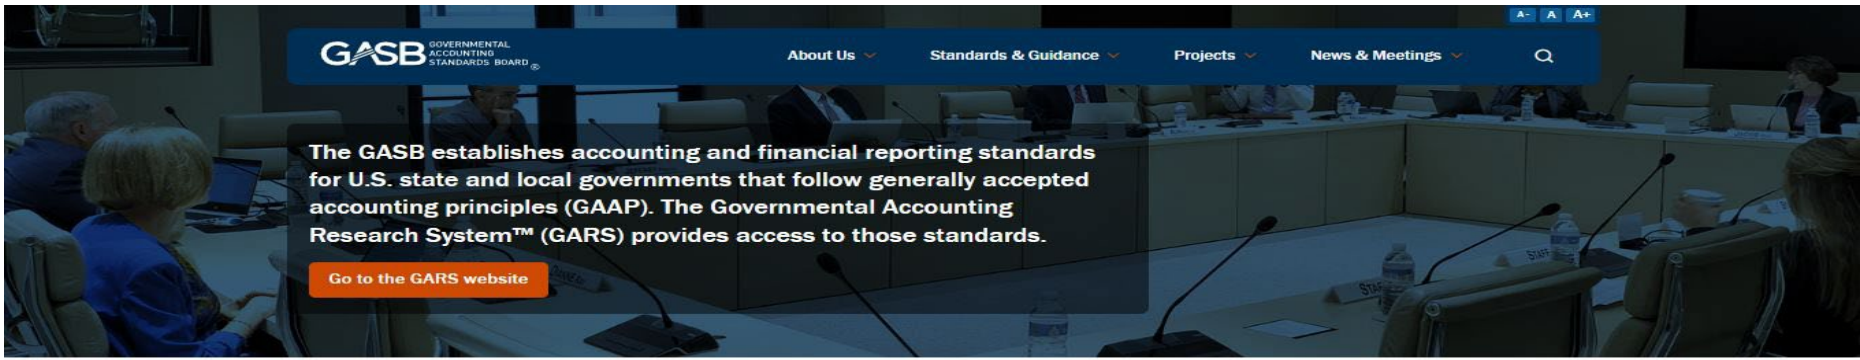 A- A A+
GASB GOVERNMENTAL
ACCOUNTING
STANDARDS BOARD ®
About Us
Standards & Guidance
Projects
News & Meetings
The GASB establishes accounting and financial reporting standards
for U.S. state and local governments that follow generally accepted
accounting principles (GAAP). The Governmental Accounting
Research System™ (GARS) provides access to those standards.
Go to the GARS website
STAFF